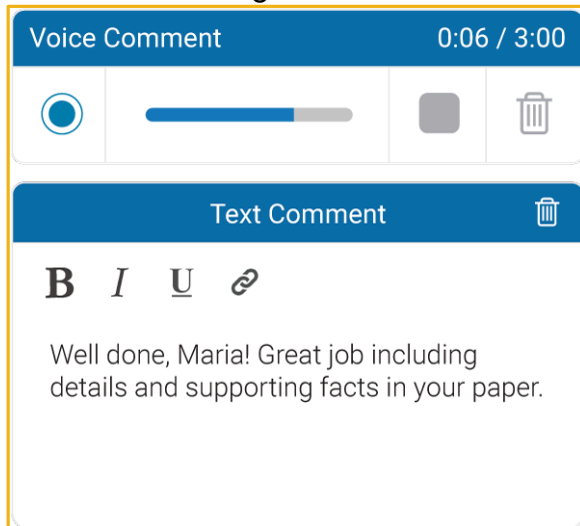 Voice Comment 0:06 / 3:00
Text Comment
B I U
Well done, Maria! Great job including
details and supporting facts in your paper.